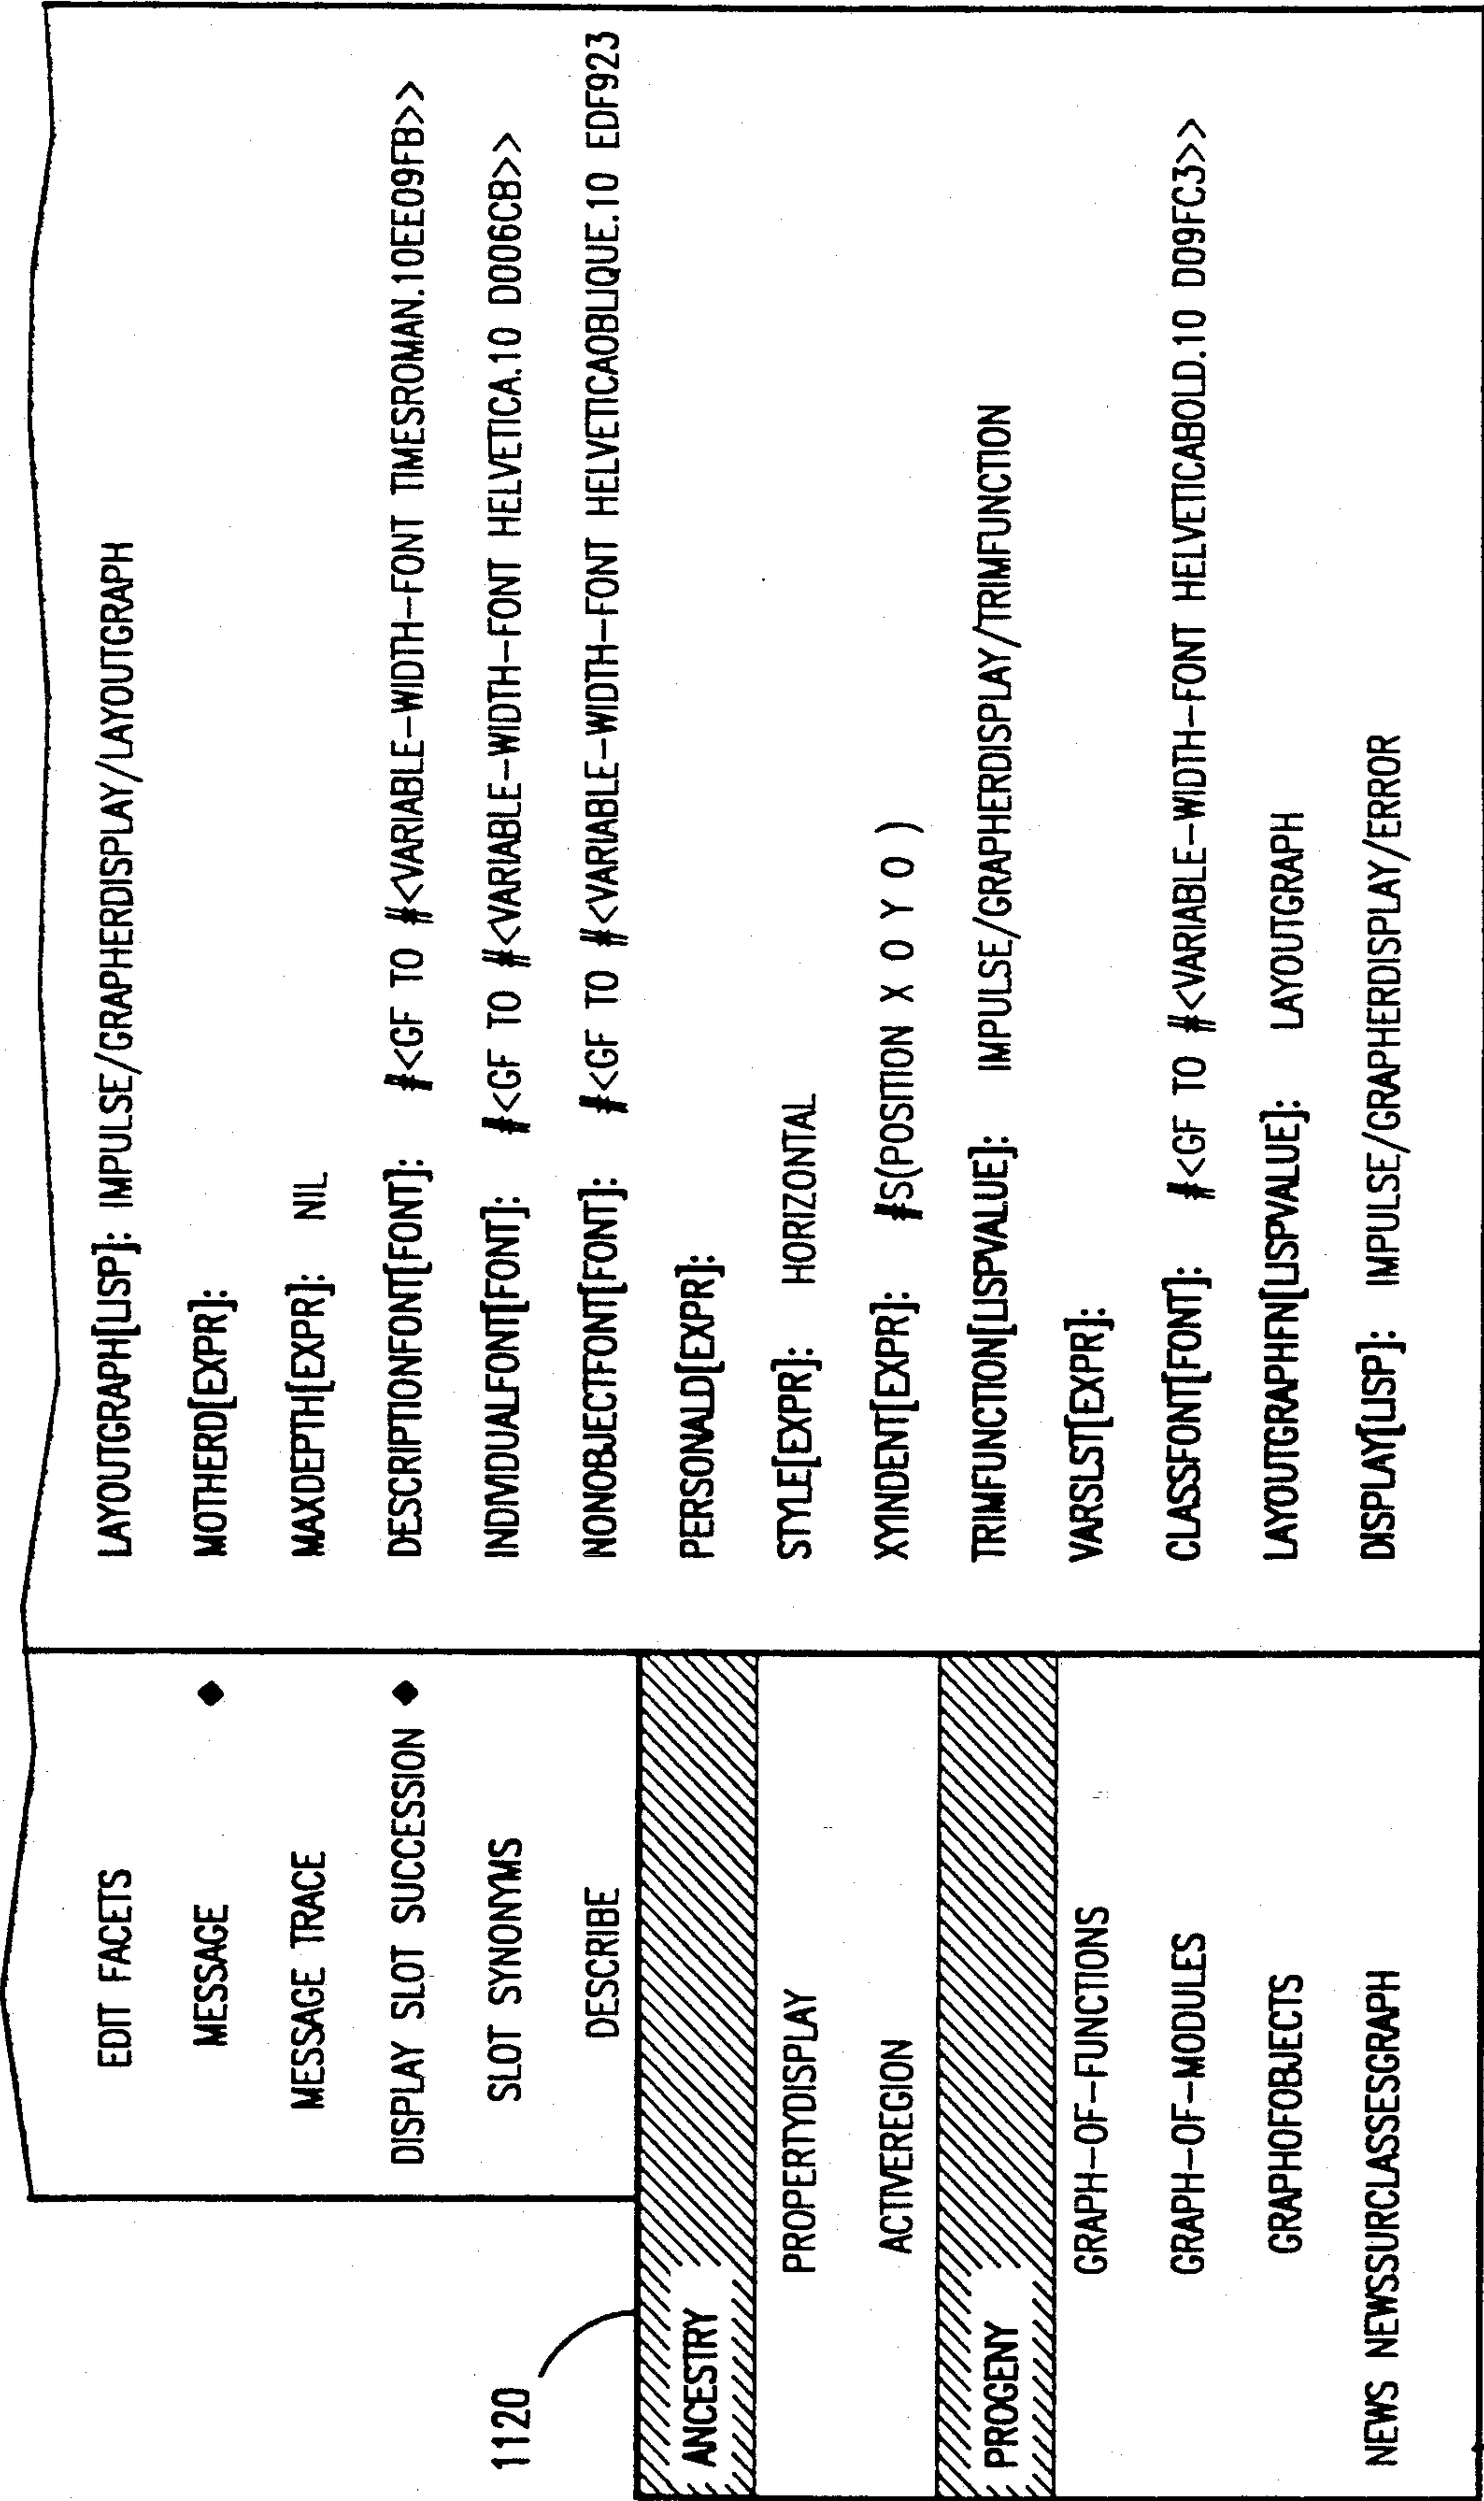 EDIT FACETS
MESSAGE ◆
MESSAGE TRACE
DISPLAY SLOT SUCCESSION ◆
SLOT SYNONYMS
DESCRIBE
1120
ANCESTRY
PROPERTYDISPLAY
ACTIVEREGION
PROGENY
GRAPH-OF-FUNCTIONS
GRAPH-OF-MODULES
GRAPHOFOBJECTS
NEWS NEWSSURCLASSESGRAPH
LAYOUTGRAPH[LISP]: IMPULSE/GRAPHERDISPLAY/LAYOUTGRAPH
MOTHERD[EXPR]:
MAXDEPTH[EXPR]: NIL
DESCRIPTIONFONT[FONT]: #<GF TO #<VARIABLE-WIDTH-FONT TIMESROMAN.10EE09FB>>
INDIVIDUALFONT[FONT]: #<GF TO #<VARIABLE-WIDTH-FONT HELVETICA.10 D006CB>>
NONOBJECTFONT[FONT]: #<GF TO #<VARIABLE-WIDTH-FONT HELVETICAOBLIQUE.10 EDF923
PERSONALD[EXPR]:
STYLE[EXPR]: HORIZONTAL
XYINDENT[EXPR]: #S(POSITION X 0 Y 0 )
TRIMFUNCTION[LISPVALUE]: IMPULSE/GRAPHERDISPLAY/TRIMFUNCTION
VARSLST[EXPR]:
CLASSFONT[FONT]: #<GF TO #<VARIABLE-WIDTH-FONT HELVETICABOLD.10 D09FC3>>
LAYOUTGRAPHFN[LISPVALUE]: LAYOUTGRAPH
DISPLAY[LISP]: IMPULSE/GRAPHERDISPLAY/ERROR